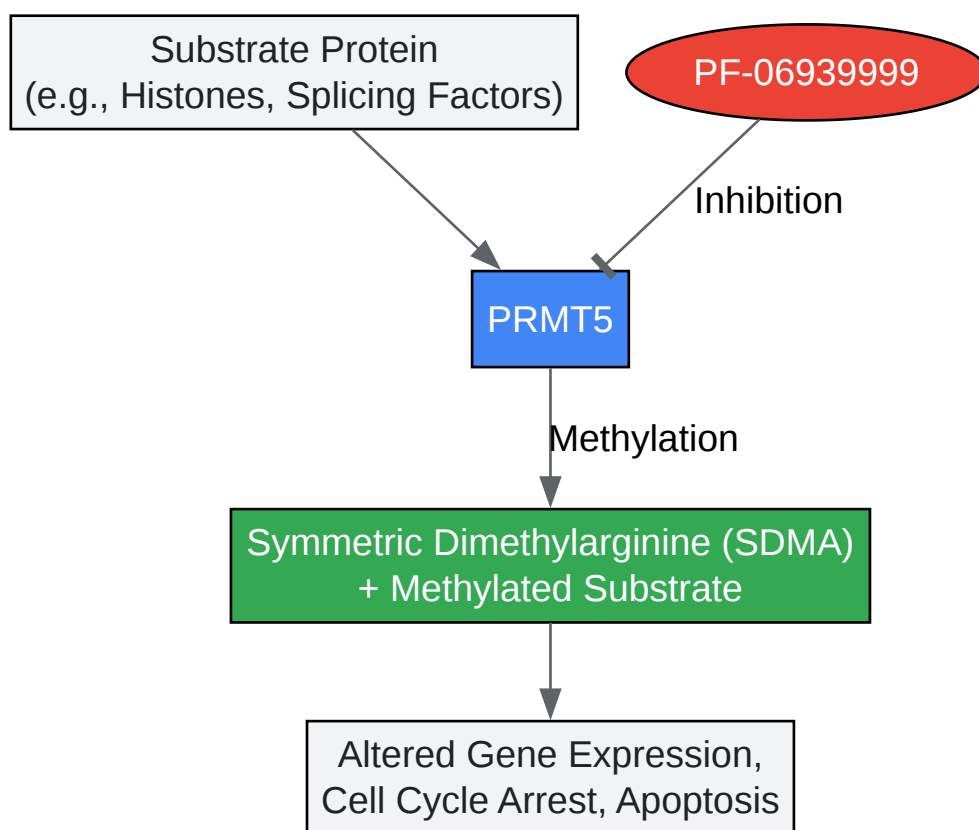 Substrate Protein
(e.g., Histones, Splicing Factors)
PF-06939999
Inhibition
PRMT5
Methylation
Symmetric Dimethylarginine (SDMA)
+ Methylated Substrate
Altered Gene Expression,
Cell Cycle Arrest, Apoptosis